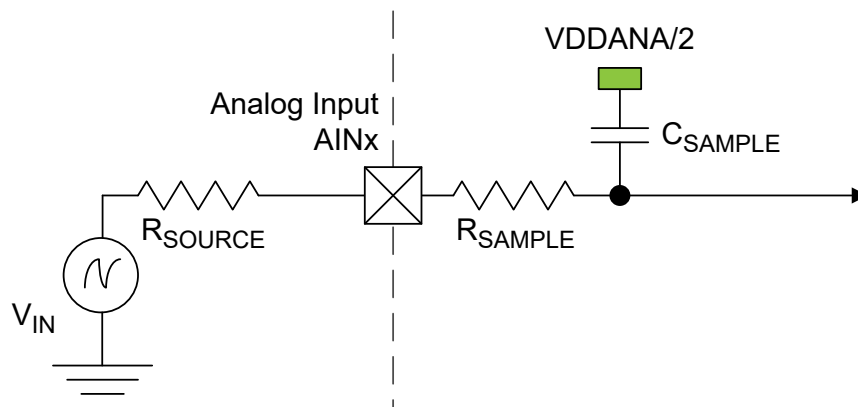 VDDANA/2
Analog Input
AINx
CSAMPLE
RSOURCE
RSAMPLE
VIN